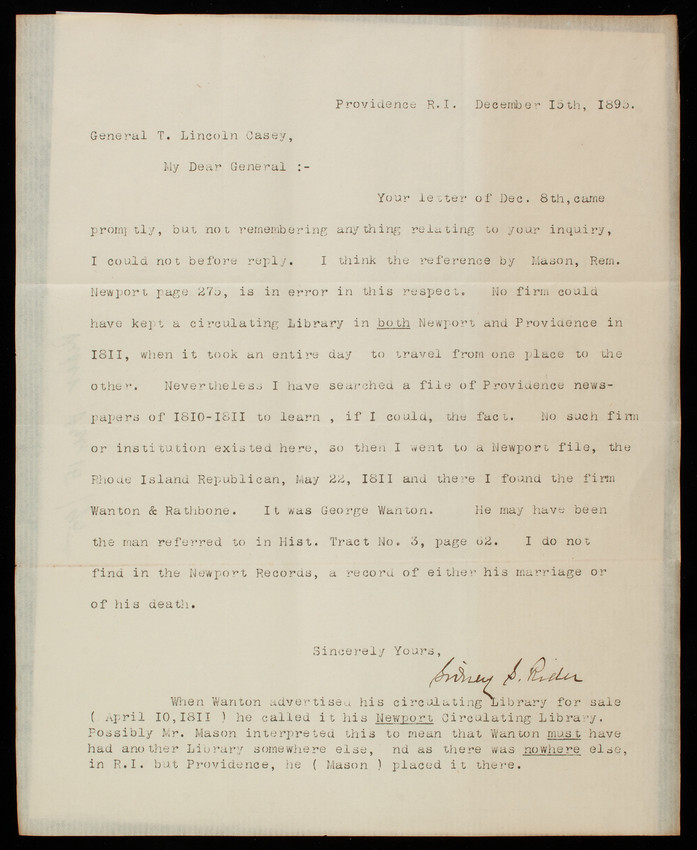 Providence R.I.  December 15th, I895.
General T. Lincoln Casey,
My Dear General :-
Your letter of Dec. 8th,came
promptly, but not remembering anything relating to your inquiry,
I could not before reply.  I think the reference by Mason, Rem.
Newport page 275, is in error in this respect.  No firm could
have kept a circulating Library in both Newport and Providence in
I8II, when it took an entire day  to travel from one place to the
other.  Nevertheless I have searched a file of Providence news-
papers of I8IO-I8II to learn , if I could, the fact.  No such firm
or institution existed here, so then I went to a Newport file, the
Rhode Island Republican, May 22, I8II and there I found the firm
Wanton & Rathbone.  It was George Wanton.  He may have been
the man referred to in Hist. Tract No. 3, page 62.  I do not
find in the Newport Records, a record of either his marriage or
of his death.
Sincerely Yours,
Sidney S. Rider
When Wanton advertised his circulating Library for sale
( April IO,I8II ) he called it his Newport Circulating Library.
Possibly Mr. Mason interpreted this to mean that Wanton must have
had another Library somewhere else,  nd as there was nowhere else,
in R.I. but Providence, he ( Mason ) placed it there.